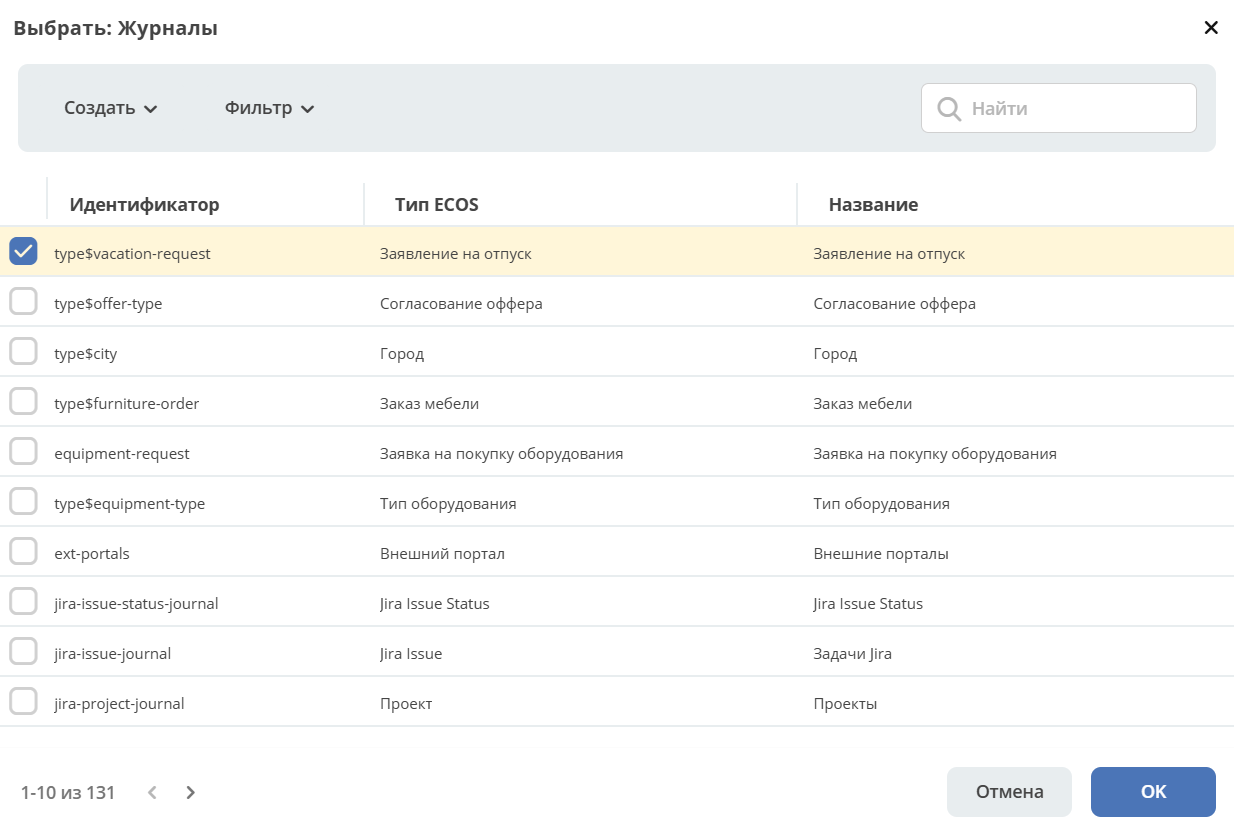 Выбрать: Журналы
Создать Фильтр Найти
Идентификатор Тип ECOS Название
type$vacation-request Заявление на отпуск Заявление на отпуск
type$offer-type Согласование оффера Согласование оффера
type$city Город Город
type$furniture-order Заказ мебели Заказ мебели
equipment-request Заявка на покупку оборудования Заявка на покупку оборудования
type$equipment-type Тип оборудования Тип оборудования
ext-portals Внешний портал Внешние порталы
jira-issue-status-journal Jira Issue Status Jira Issue Status
jira-issue-journal Jira Issue Задачи Jira
jira-project-journal Проект Проекты
1-10 из 131 Отмена OK